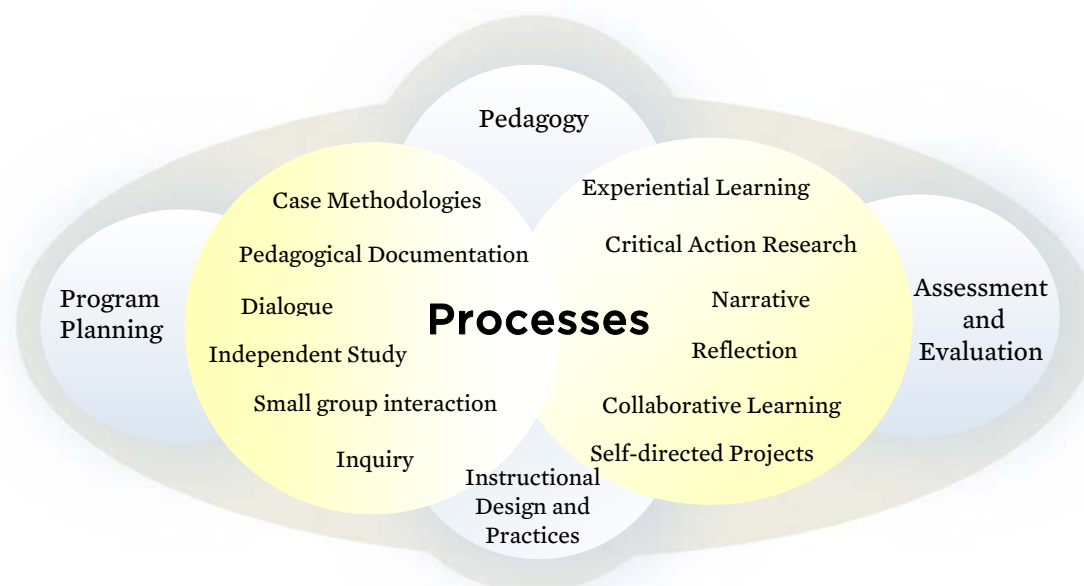 Pedagogy
Case Methodologies
Pedagogical Documentation
Dialogue
Independent Study
Small group interaction
Inquiry
Processes
Experiential Learning
Critical Action Research
Narrative
Reflection
Collaborative Learning
Self-directed Projects
Program
Planning
Assessment
and
Evaluation
Instructional
Design and
Practices